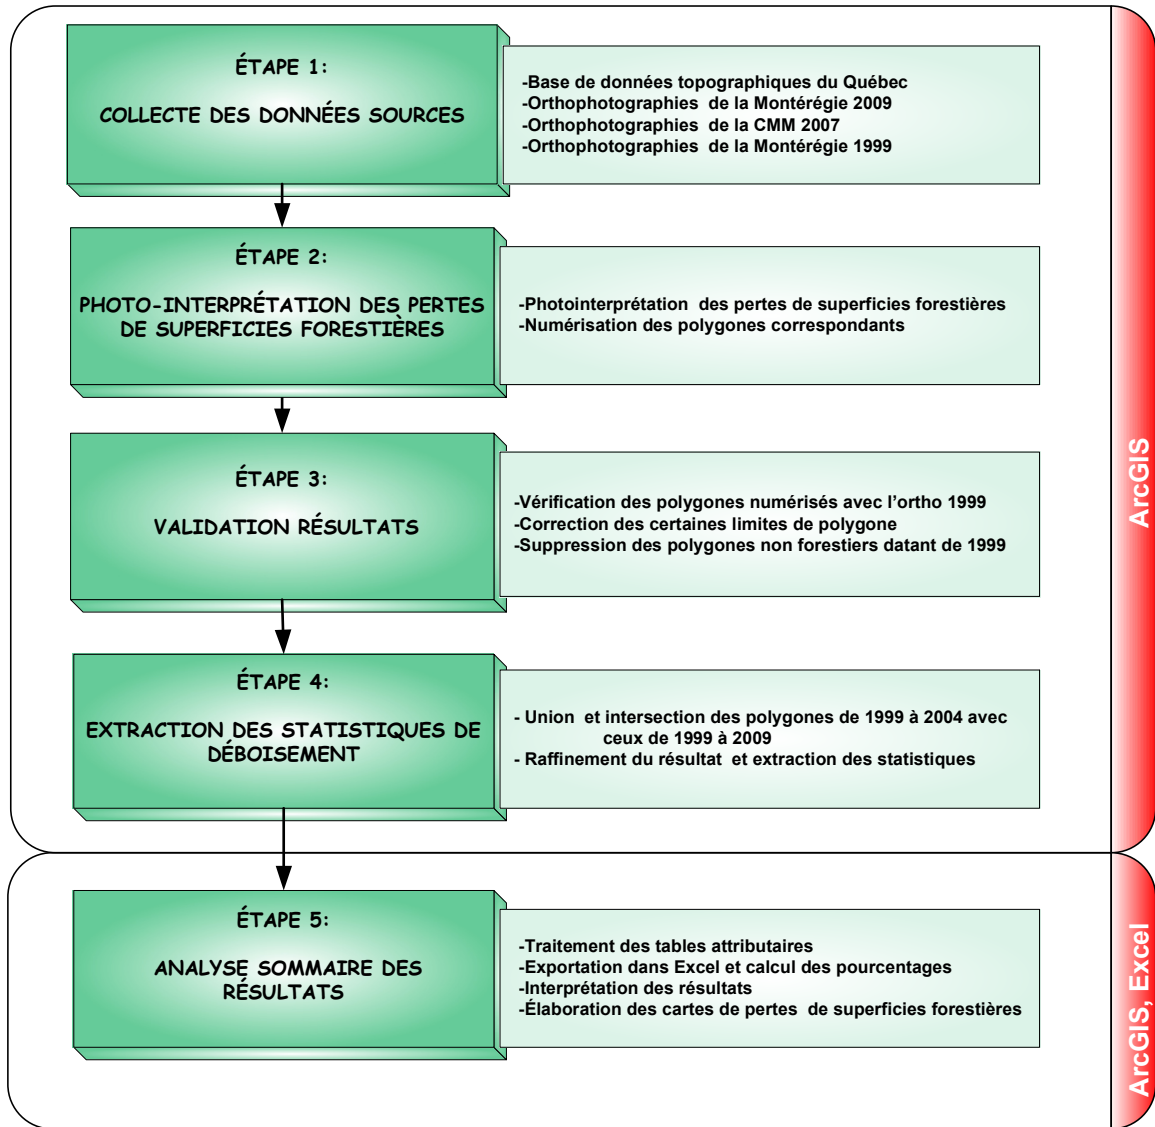 ÉTAPE 1:
COLLECTE DES DONNÉES SOURCES
-Base de données topographiques du Québec
-Orthophotographies de la Montérégie 2009
-Orthophotographies de la CMM 2007
-Orthophotographies de la Montérégie 1999
ÉTAPE 2:
PHOTO-INTERPRÉTATION DES PERTES
DE SUPERFICIES FORESTIÈRES
-Photointerprétation des pertes de superficies forestières
-Numérisation des polygones correspondants
ÉTAPE 3:
VALIDATION RÉSULTATS
-Vérification des polygones numérisés avec l'ortho 1999
-Correction des certaines limites de polygone
-Suppression des polygones non forestiers datant de 1999
ÉTAPE 4:
EXTRACTION DES STATISTIQUES DE
DÉBOISEMENT
- Union et intersection des polygones de 1999 à 2004 avec
ceux de 1999 à 2009
- Raffinement du résultat et extraction des statistiques
ArcGIS
ÉTAPE 5:
ANALYSE SOMMAIRE DES
RÉSULTATS
-Traitement des tables attributaires
-Exportation dans Excel et calcul des pourcentages
-Interprétation des résultats
-Élaboration des cartes de pertes de superficies forestières
ArcGIS, Excel